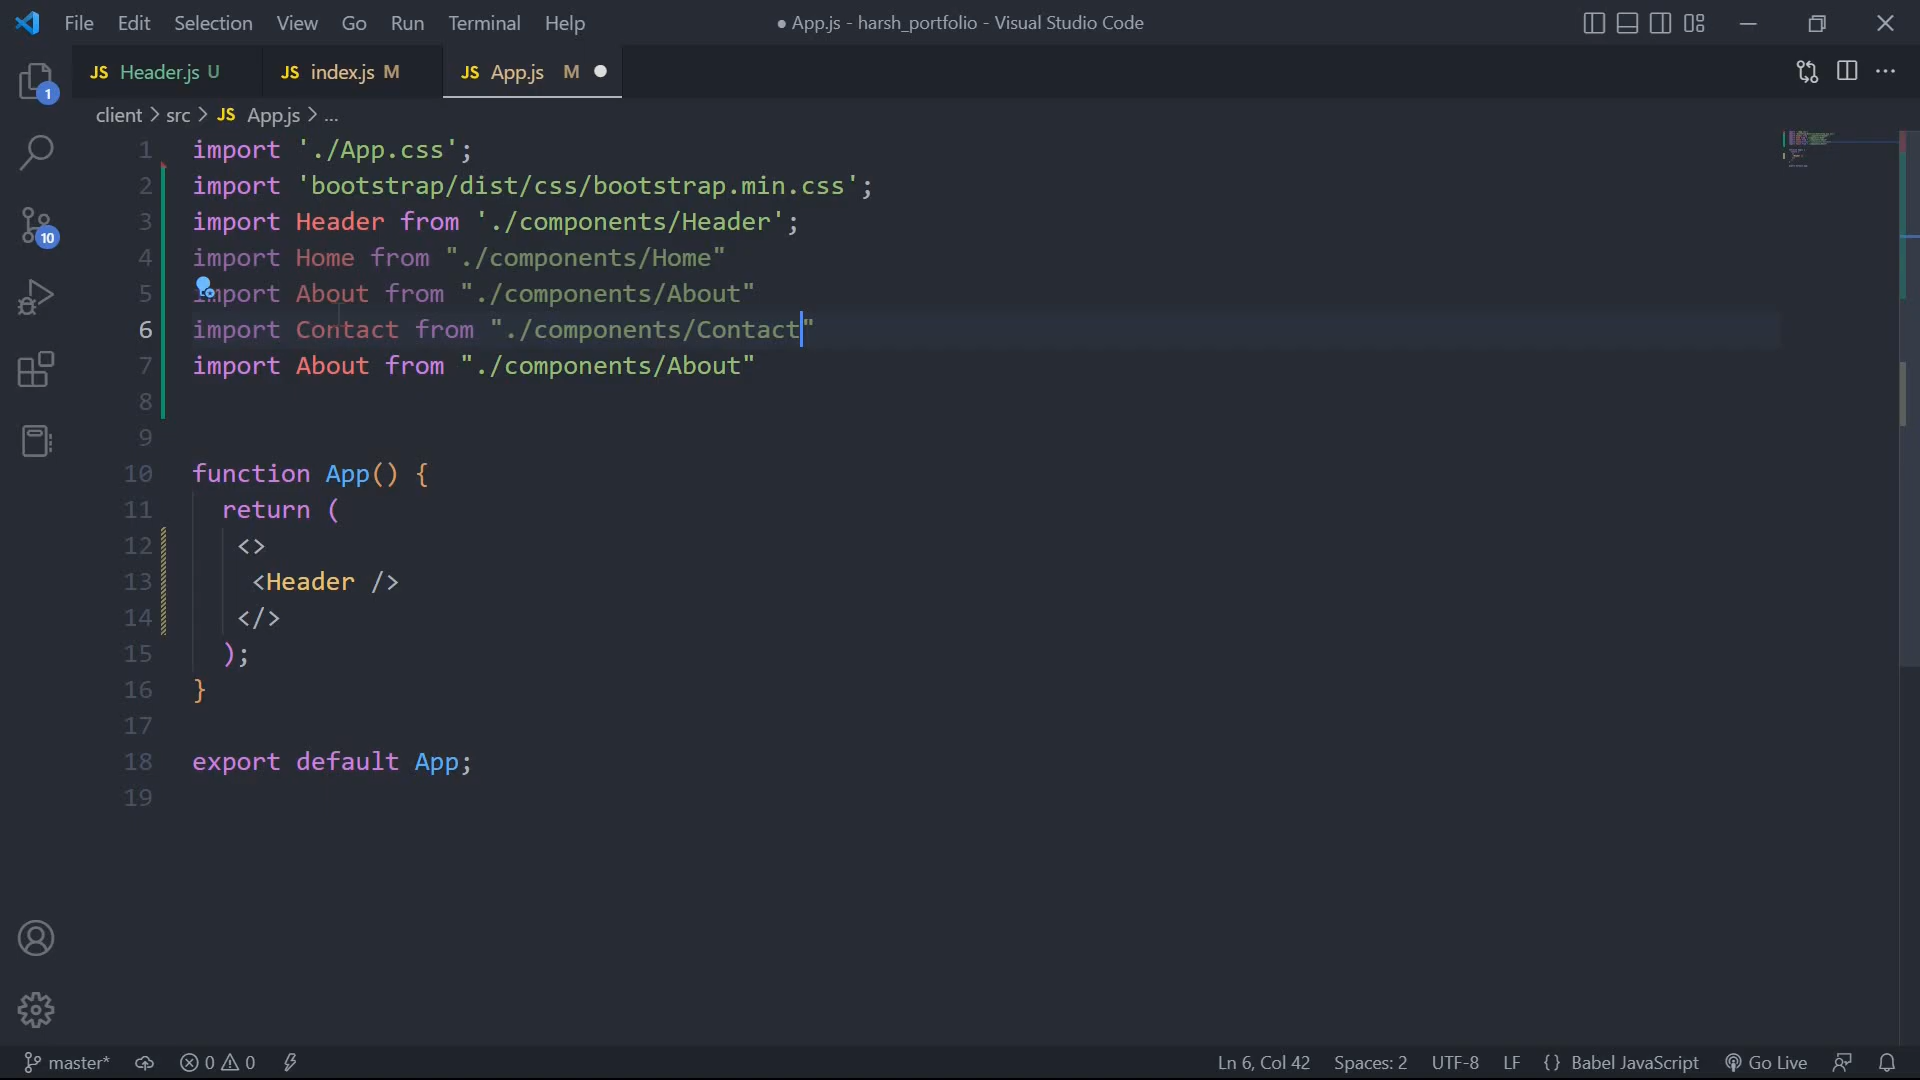 File Edit Selection View Go Run Terminal Help
● App.js - harsh_portfolio - Visual Studio Code
JS Header.js U
JS index.js M
JS App.js M
client > src > JS App.js > ...
1 import './App.css';
2 import 'bootstrap/dist/css/bootstrap.min.css';
3 import Header from './components/Header';
4 import Home from "./components/Home"
5 import About from "./components/About"
6 import Contact from "./components/Contact"
7 import About from "./components/About"
8
9
10 function App() {
11 return (
12 <>
13 <Header />
14 </>
15 );
16 }
17
18 export default App;
19
1
10
master* 0 0 Ln 6, Col 42 Spaces: 2 UTF-8 LF {} Babel JavaScript Go Live